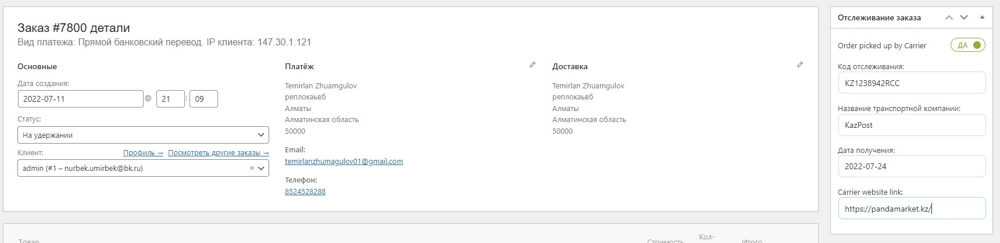 Заказ #7800 детали
Вид платежа: Прямой банковский перевод. IP клиента: 147.30.1.121
Основные
Дата создания:
2022-07-11 @ 21 : 09
Статус:
На удержании
Клиент: Профиль → Посмотреть другие заказы →
admin (#1 – nurbek.umirbek@bk.ru) × 
Платёж
Temirlan Zhuamgulov
реплокаьвб
Алматы
Алматинская область
50000
Email:
temirlanzhumagulov01@gmail.com
Телефон:
8524528288
Доставка
Temirlan Zhuamgulov
реплокаьвб
Алматы
Алматинская область
50000
Товар Стоимость Кол- Итого
Отслеживание заказа
Order picked up by Carrier ДА
Код отслеживания:
KZ1238942RCC
Название транспортной компании:
KazPost
Дата получения:
2022-07-24
Carrier website link:
https://pandamarket.kz/